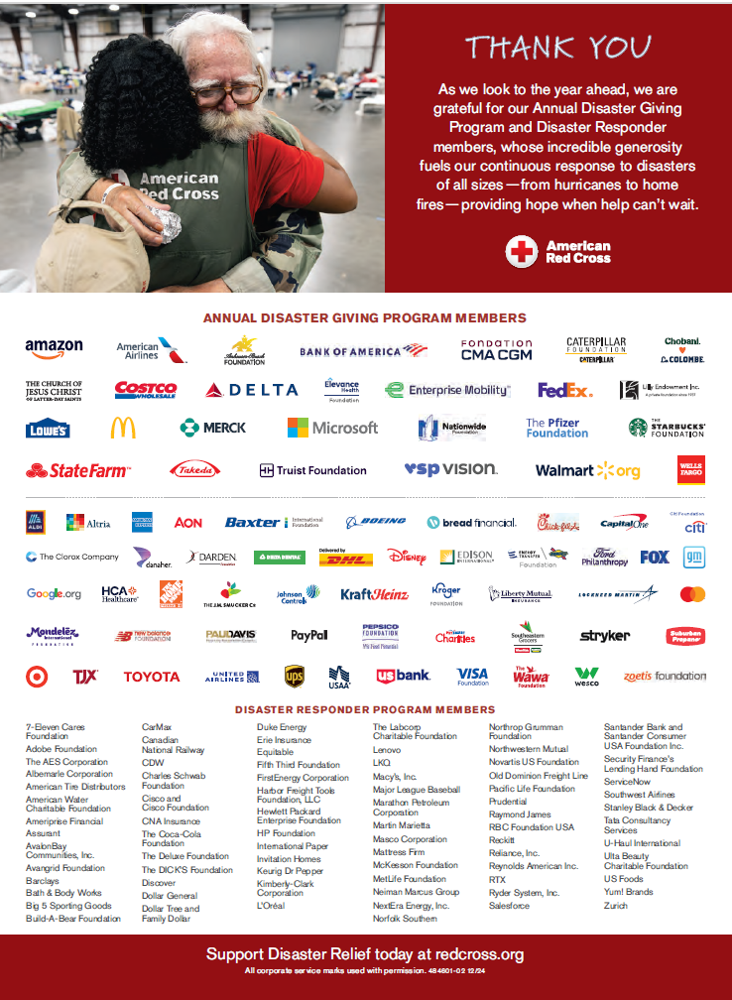 American
Red Cross
THANK YOU
As we look to the year ahead, we are
grateful for our Annual Disaster Giving
Program and Disaster Responder
members, whose incredible generosity
fuels our continuous response to disasters
of all sizes—from hurricanes to home
fires—providing hope when help can't wait.
American
Red Cross
ANNUAL DISASTER GIVING PROGRAM MEMBERS
amazon
American
Airlines
Anheuser-Busch
FOUNDATION
BANK OF AMERICA
FONDATION
CMA CGM
CATERPILLAR
FOUNDATION
CATERPILLAR
Chobani.
La COLOMBE.
THE CHURCH OF
JESUS CHRIST
OF LATTER-DAY SAINTS
COSTCO
WHOLESALE
DELTA
Elevance
Health
Foundation
Enterprise Mobility
FedEx.
Lilly Endowment Inc.
A private foundation since 1937
LOWE'S
MERCK
Microsoft
Nationwide
Foundation
The Pfizer
Foundation
THE
STARBUCKS
FOUNDATION
State Farm
Takeda
Truist Foundation
vsp vision.
Walmart org
WELLS
FARGO
ALDI
Altria
AMERICAN
EXPRESS
AON
Baxter International
Foundation
BOEING
bread financial.
Chick-fil-A
Capital One
Citi Foundation
citi
The Clorox Company
danaher.
DARDEN
Foundation
DELTA DENTAL
Delivered by
DHL
Disney
EDISON
INTERNATIONAL
ENERGY
TRANSFER
Foundation
Ford
Philanthropy
FOX
gm
Google.org
HCA
Healthcare
THE J.M. SMUCKER Co
Johnson
Controls
KraftHeinz
Kroger
FOUNDATION
Liberty Mutual.
INSURANCE
LOCKHEED MARTIN
Mondelēz
International
FOUNDATION
new balance
FOUNDATION
PAUL DAVIS
PayPal
PEPSICO
FOUNDATION
PetSmart
Charities
Southeastern
Grocers
stryker
Suburban
Propane
TJX
TOYOTA
UNITED
AIRLINES
ups
USAA
us bank.
VISA
Foundation
The
Wawa
Foundation
wesco
zoetis foundation
DISASTER RESPONDER PROGRAM MEMBERS
7-Eleven Cares
Foundation
Adobe Foundation
The AES Corporation
Albemarle Corporation
American Tire Distributors
American Water
Charitable Foundation
Ameriprise Financial
Assurant
AvalonBay
Communities, Inc.
Avangrid Foundation
Barclays
Bath & Body Works
Big 5 Sporting Goods
Build-A-Bear Foundation
CarMax
Canadian
National Railway
CDW
Charles Schwab
Foundation
Cisco and
Cisco Foundation
CNA Insurance
The Coca-Cola
Foundation
The Deluxe Foundation
The DICK'S Foundation
Discover
Dollar General
Dollar Tree and
Family Dollar
Duke Energy
Erie Insurance
Equitable
Fifth Third Foundation
FirstEnergy Corporation
Harbor Freight Tools
Foundation, LLC
Hewlett Packard
Enterprise Foundation
HP Foundation
International Paper
Invitation Homes
Keurig Dr Pepper
Kimberly-Clark
Corporation
L'Oréal
The Labcorp
Charitable Foundation
Lenovo
LKQ
Macy's, Inc.
Major League Baseball
Marathon Petroleum
Corporation
Martin Marietta
Masco Corporation
Mattress Firm
McKesson Foundation
MetLife Foundation
Neiman Marcus Group
NextEra Energy, Inc.
Norfolk Southern
Northrop Grumman
Foundation
Northwestern Mutual
Novartis US Foundation
Old Dominion Freight Line
Pacific Life Foundation
Prudential
Raymond James
RBC Foundation USA
Reckitt
Reliance, Inc.
Reynolds American Inc.
RTX
Ryder System, Inc.
Salesforce
Santander Bank and
Santander Consumer
USA Foundation Inc.
Security Finance's
Lending Hand Foundation
ServiceNow
Southwest Airlines
Stanley Black & Decker
Tata Consultancy
Services
U-Haul International
Ulta Beauty
Charitable Foundation
US Foods
Yum! Brands
Zurich
Support Disaster Relief today at redcross.org
All corporate service marks used with permission. 484601-02 12/24